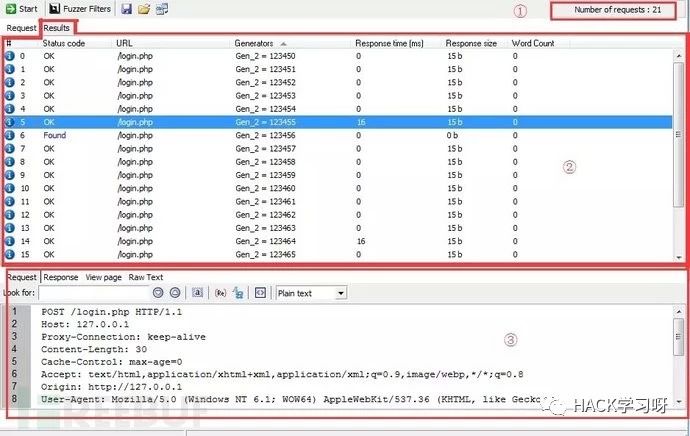 Start Fuzzer Filters ① Number of requests : 21
Request Results
# Status code URL Generators Response time (ms) Response size Word Count
0 OK /login.php Gen_2 = 123450 0 15 b 0
1 OK /login.php Gen_2 = 123451 0 15 b 0
2 OK /login.php Gen_2 = 123452 0 15 b 0
3 OK /login.php Gen_2 = 123453 0 15 b 0
4 OK /login.php Gen_2 = 123454 0 15 b 0
5 OK /login.php Gen_2 = 123455 16 15 b 0
6 Found /login.php Gen_2 = 123456 0 0 b 0
7 OK /login.php Gen_2 = 123457 0 15 b 0
8 OK /login.php Gen_2 = 123458 0 15 b 0
9 OK /login.php Gen_2 = 123459 0 15 b 0
10 OK /login.php Gen_2 = 123460 0 15 b 0
11 OK /login.php Gen_2 = 123461 0 15 b 0
12 OK /login.php Gen_2 = 123462 0 15 b 0
13 OK /login.php Gen_2 = 123463 0 15 b 0
14 OK /login.php Gen_2 = 123464 16 15 b 0
15 OK /login.php Gen_2 = 123465 0 15 b 0
②
Request Response View page Raw Text
Look for: a (Re) Plain text
1 POST /login.php HTTP/1.1
2 Host: 127.0.0.1
3 Proxy-Connection: keep-alive
4 Content-Length: 30
5 Cache-Control: max-age=0
6 Accept: text/html,application/xhtml+xml,application/xml;q=0.9,image/webp,*/*;q=0.8
7 Origin: http://127.0.0.1
8 User-Agent: Mozilla/5.0 (Windows NT 6.1; WOW64) AppleWebKit/537.36 (KHTML, like Gecko
③
HACK学习呀